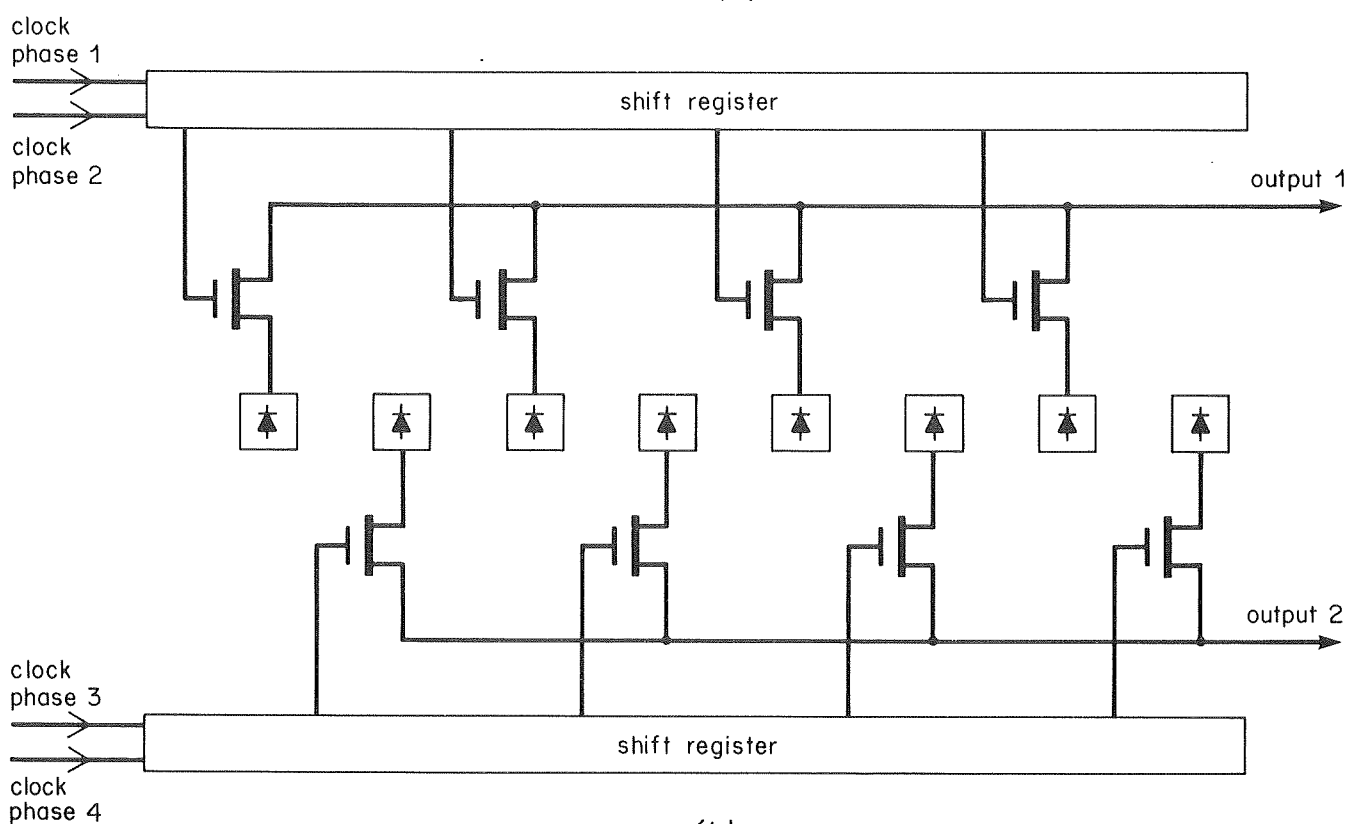 clock
phase 1
shift register
clock
phase 2
output 1
output 2
clock
phase 3
shift register
clock
phase 4